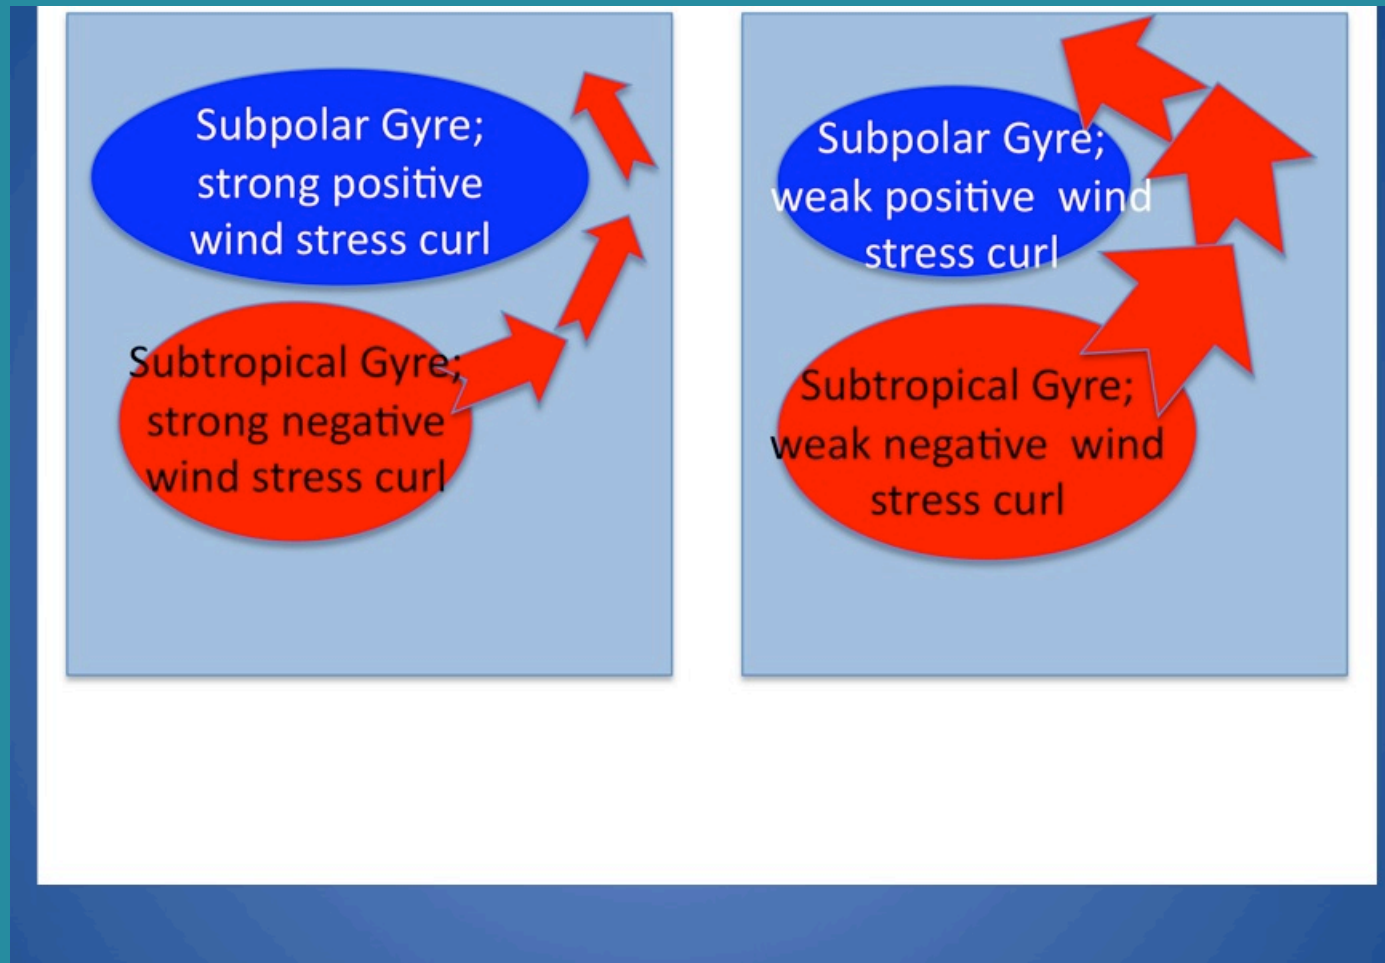 Subpolar Gyre;
strong positive
wind stress curl
Subtropical Gyre;
strong negative
wind stress curl
Subpolar Gyre;
weak positive  wind
stress curl
Subtropical Gyre;
weak negative  wind
stress curl